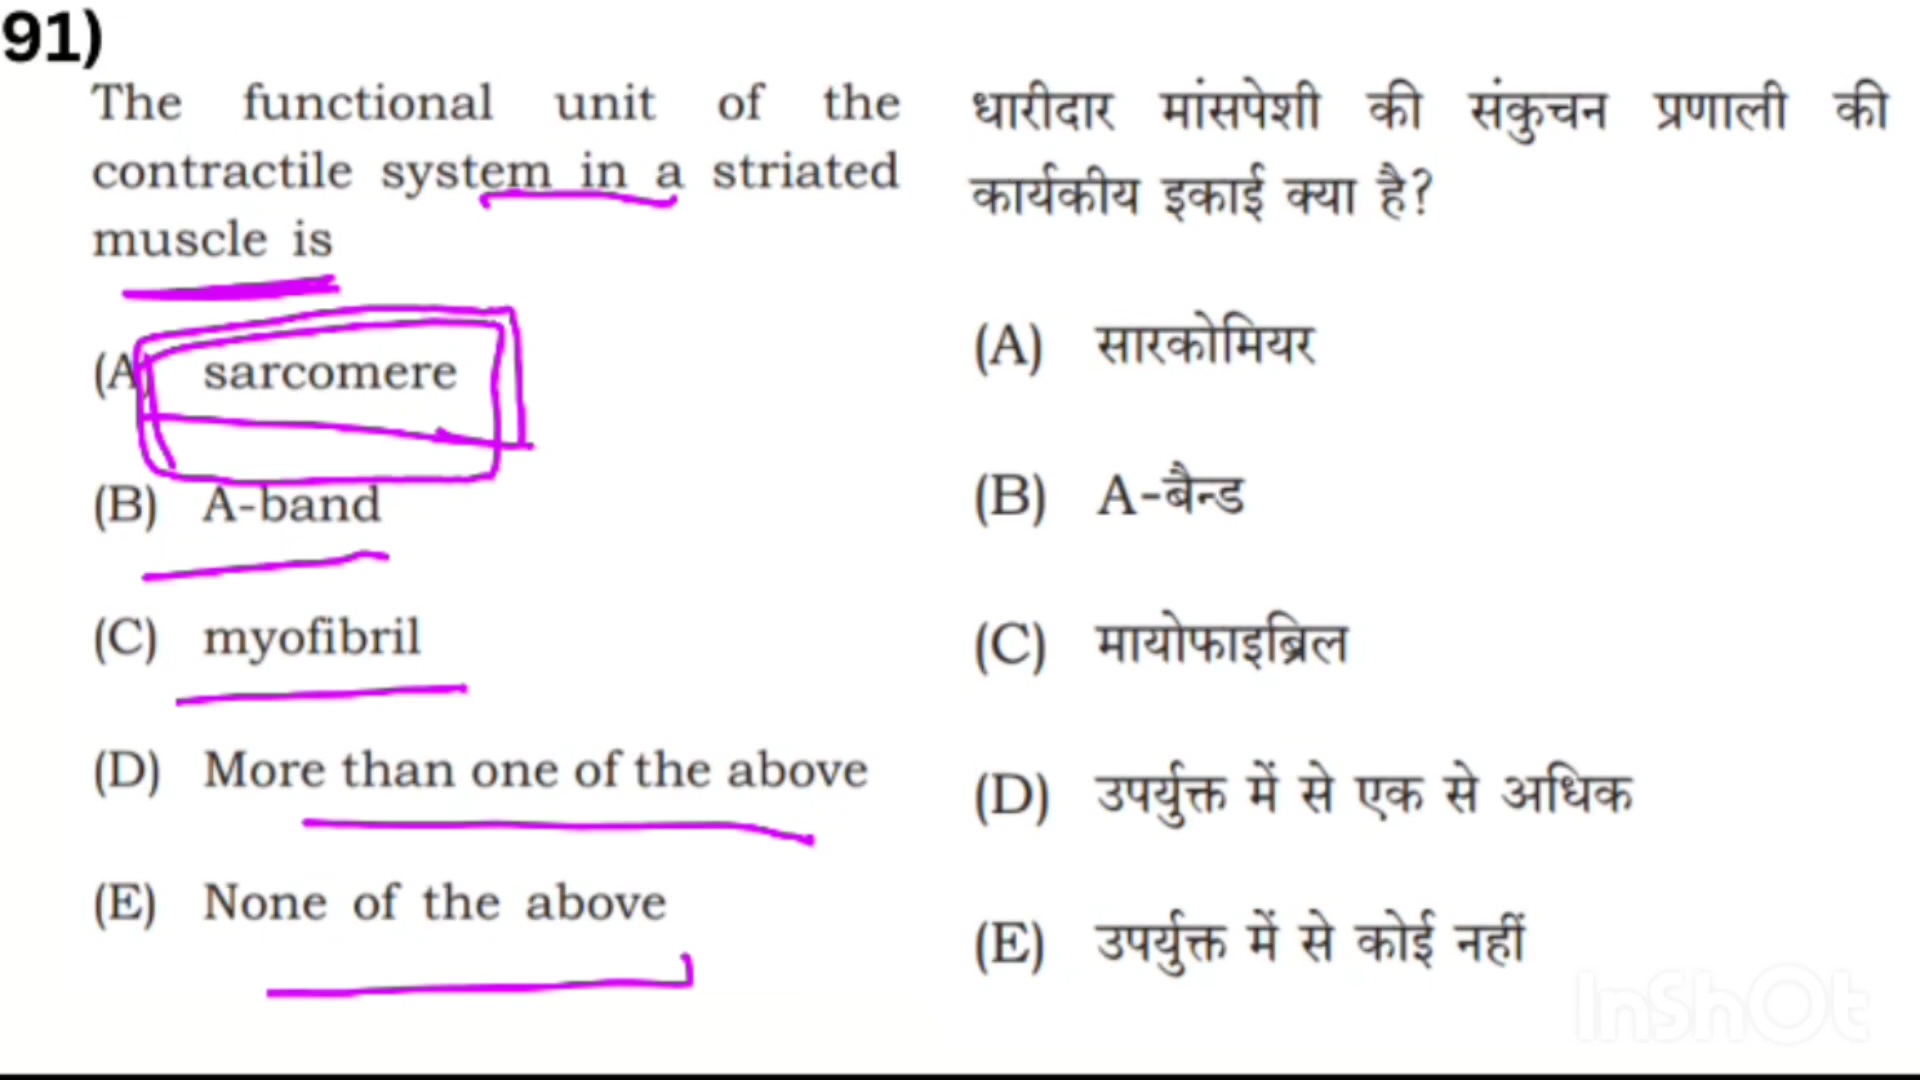 91)
The functional unit of the
contractile system in a striated
muscle is
(A) sarcomere
(B) A-band
(C) myofibril
(D) More than one of the above
(E) None of the above
धारीदार मांसपेशी की संकुचन प्रणाली की
कार्यकीय इकाई क्या है?
(A) सारकोमियर
(B) A-बैन्ड
(C) मायोफाइब्रिल
(D) उपर्युक्त में से एक से अधिक
(E) उपर्युक्त में से कोई नहीं
InShOt